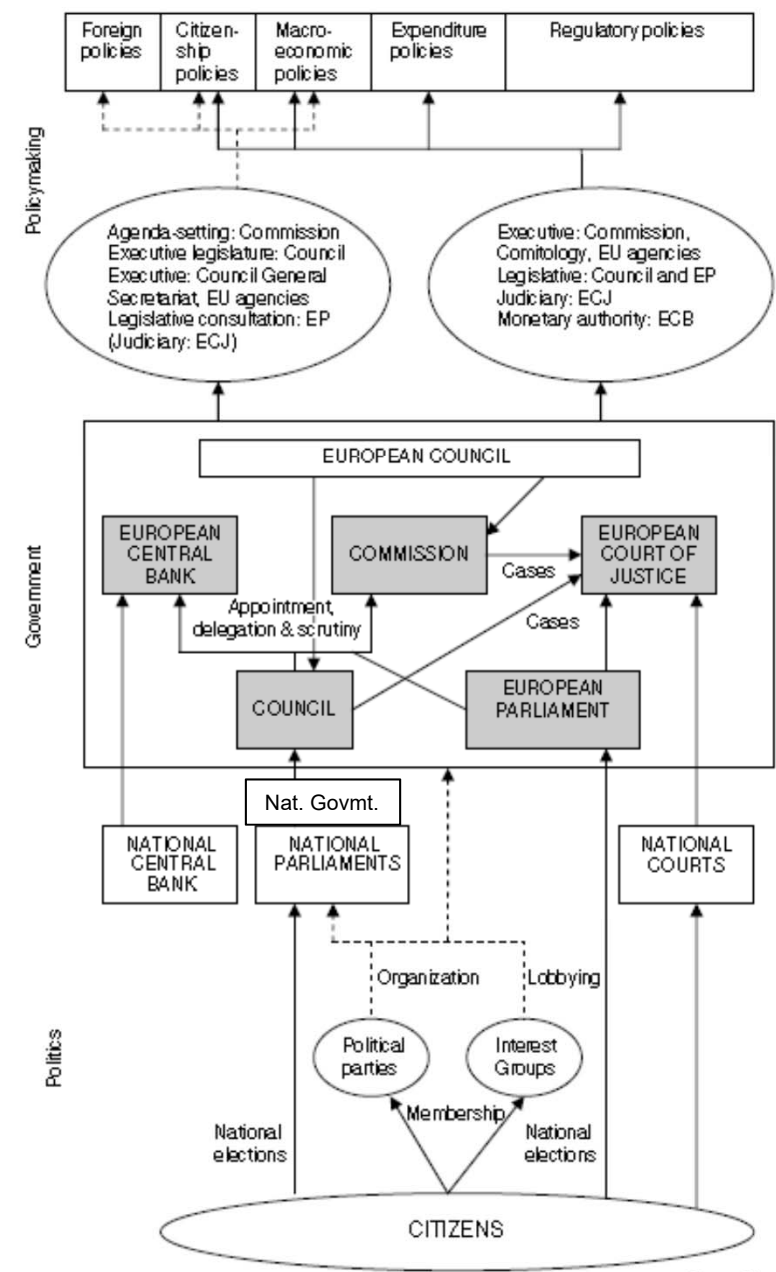 Foreign
policies
Citizen-
ship
policies
Macro-
economic
policies
Expenditure
policies
Regulatory policies
Policymaking
Agenda-setting: Commission
Executive legislature: Council
Executive: Council General
Secretariat, EU agencies
Legislative consultation: EP
(Judiciary: ECJ)
Executive: Commission,
Comitology, EU agencies
Legislative: Council and EP
Judiciary: ECJ
Monetary authority: ECB
Government
EUROPEAN COUNCIL
EUROPEAN
CENTRAL
BANK
COMMISSION
EUROPEAN
COURT OF
JUSTICE
Cases
Appointment,
delegation & scrutiny
Cases
COUNCIL
EUROPEAN
PARLIAMENT
Nat. Govmt.
NATIONAL
CENTRAL
BANK
NATIONAL
PARLIAMENTS
NATIONAL
COURTS
Politics
Organization
Lobbying
Political
parties
Interest
Groups
Membership
National
elections
National
elections
CITIZENS